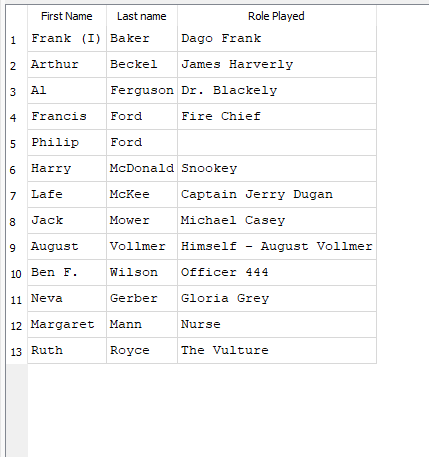 First Name Last name Role Played
1 Frank (I) Baker Dago Frank
2 Arthur Beckel James Harverly
3 Al Ferguson Dr. Blackely
4 Francis Ford Fire Chief
5 Philip Ford
6 Harry McDonald Snookey
7 Lafe McKee Captain Jerry Dugan
8 Jack Mower Michael Casey
9 August Vollmer Himself - August Vollmer
10 Ben F. Wilson Officer 444
11 Neva Gerber Gloria Grey
12 Margaret Mann Nurse
13 Ruth Royce The Vulture